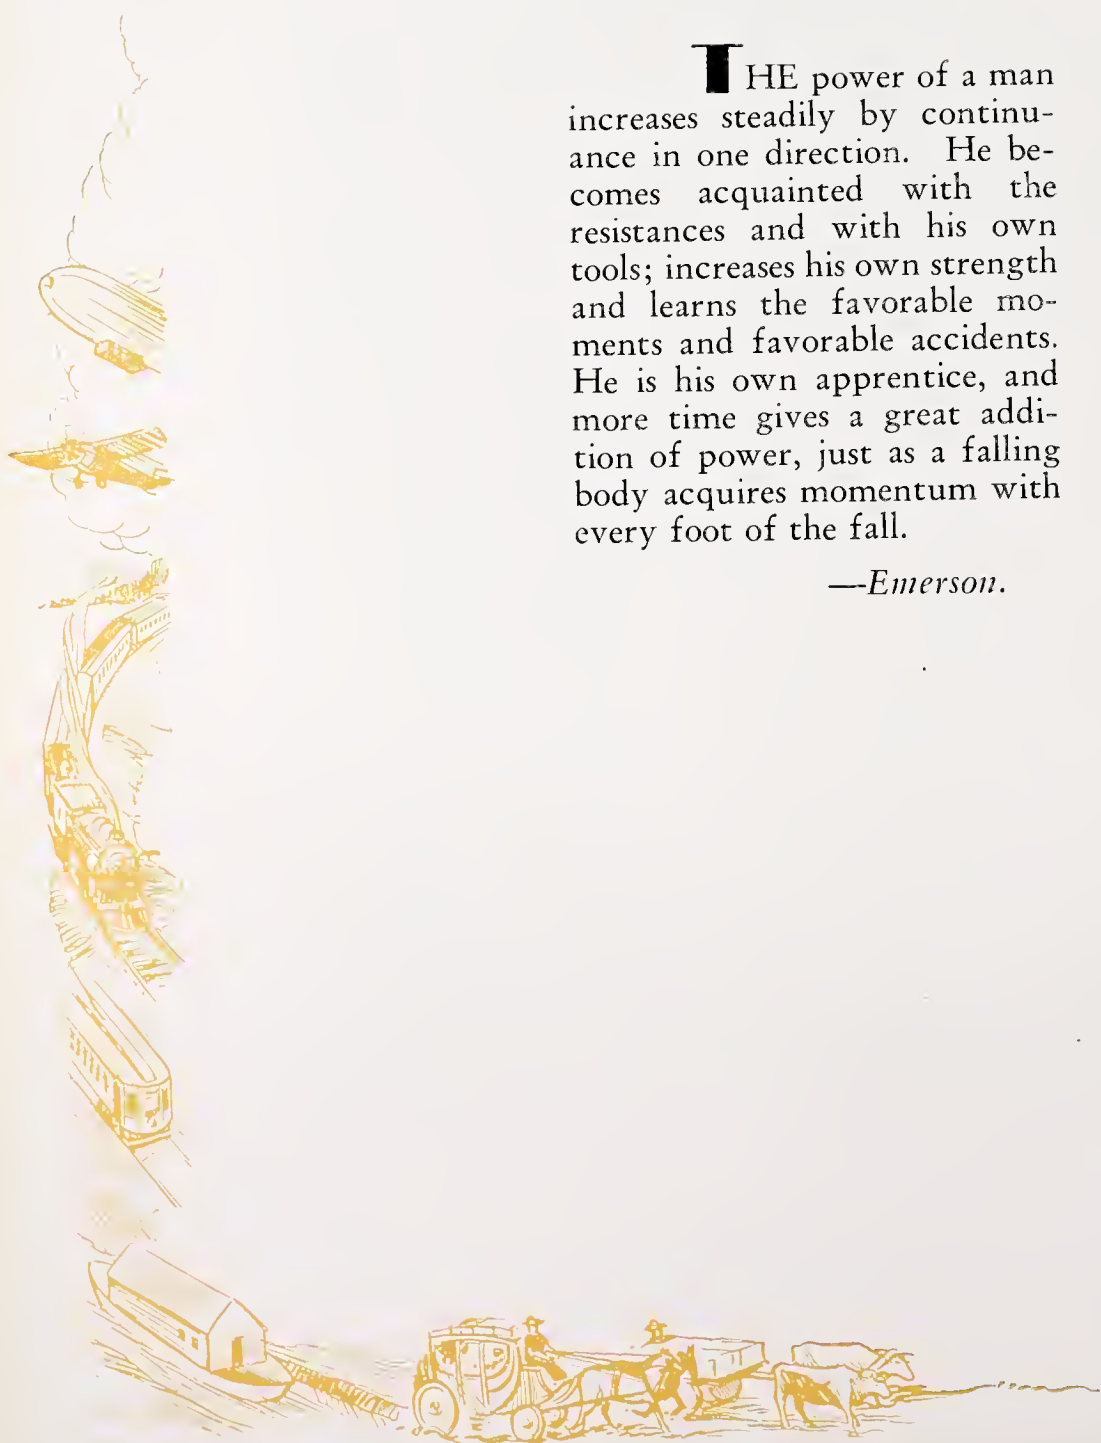 THE power of a man
increases steadily by continu-
ance in one direction. He be-
comes acquainted with the
resistances and with his own
tools; increases his own strength
and learns the favorable mo-
ments and favorable accidents.
He is his own apprentice, and
more time gives a great addi-
tion of power, just as a falling
body acquires momentum with
every foot of the fall.
—Emerson.